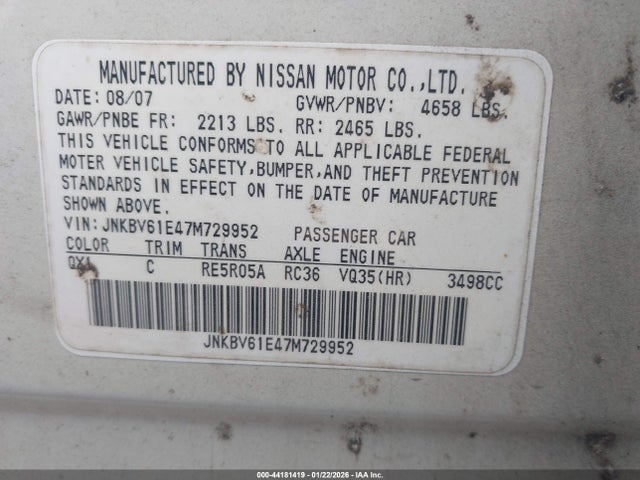 MANUFACTURED BY NISSAN MOTOR CO.,LTD.
DATE: 08/07 GVWR/PNBV: 4658 LBS.
GAWR/PNBE FR: 2213 LBS. RR: 2465 LBS.
THIS VEHICLE CONFORMS TO ALL APPLICABLE FEDERAL
MOTER VEHICLE SAFETY,BUMPER,AND THEFT PREVENTION
STANDARDS IN EFFECT ON THE DATE OF MANUFACTURE
SHOWN ABOVE.
VIN: JNKBV61E47M729952 PASSENGER CAR
COLOR TRIM TRANS AXLE ENGINE
QX1 C RE5R05A RC36 VQ35(HR) 3498CC
JNKBV61E47M729952
000-44181419 | 01/22/2026 - IAA Inc.